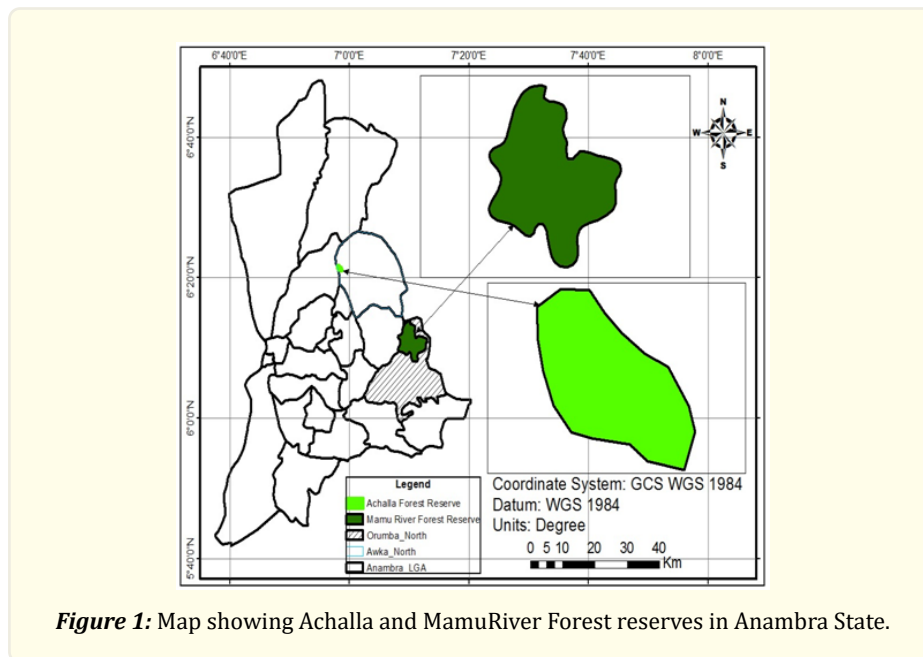 6°40'0"E 7°0'0"E 7°20'0"E 7°40'0"E 8°0'0"E
N
W E
S
6°40'0"N
6°20'0"N
6°0'0"N
5°40'0"N
Legend
Achalla Forest Reserve
Mamu River Forest Reserve
Orumba_North
Awka_North
Anambra_LGA
Coordinate System: GCS WGS 1984
Datum: WGS 1984
Units: Degree
0 5 10 20 30 40
Km
Figure 1: Map showing Achalla and MamuRiver Forest reserves in Anambra State.